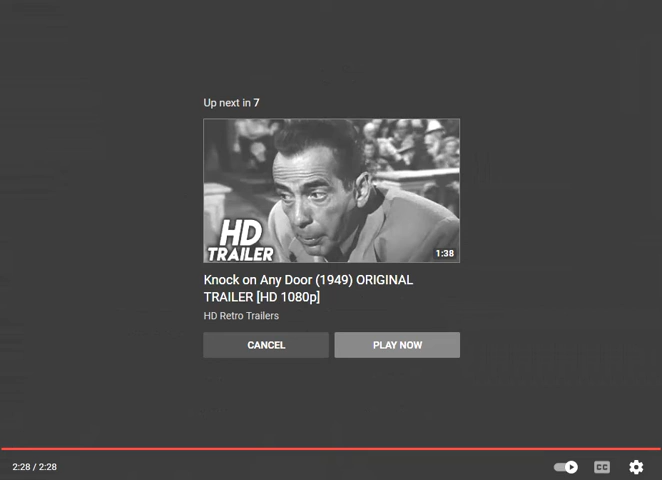 Up next in 7
HD
TRAILER
1:38
Knock on Any Door (1949) ORIGINAL
TRAILER [HD 1080p]
HD Retro Trailers
CANCEL
PLAY NOW
2:28 / 2:28
CC